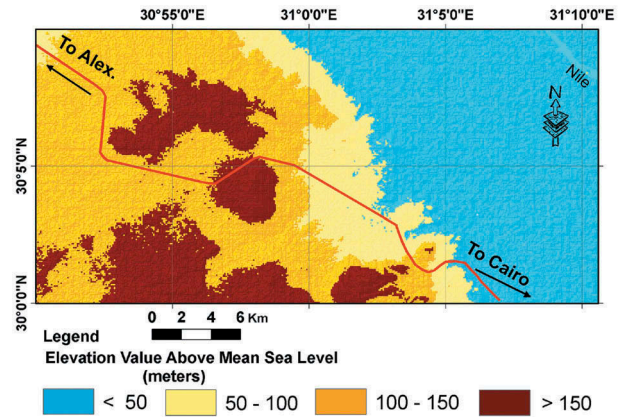 30°55'0"E 31°0'0"E 31°5'0"E 31°10'0"E
To Alex.
Nile
N
30°5'0"N
To Cairo
30°0'0"N
0 2 4 6 Km
Legend
Elevation Value Above Mean Sea Level
(meters)
< 50 50 - 100 100 - 150 > 150